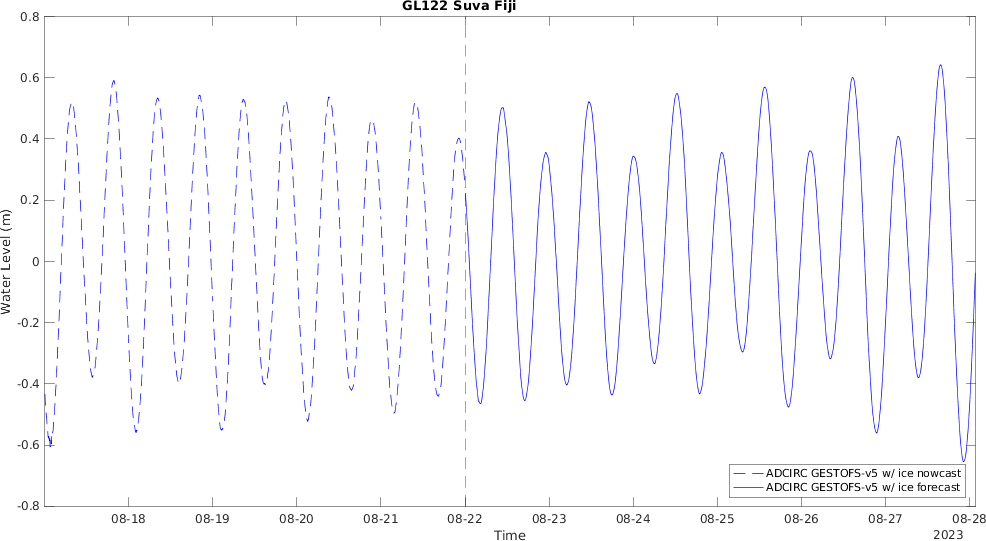 GL122 Suva Fiji
0.8
0.6
0.4
0.2
0
-0.2
-0.4
-0.6
-0.8
Water Level (m)
ADCIRC GESTOFS-v5 w/ ice nowcast
ADCIRC GESTOFS-v5 w/ ice forecast
08-18 08-19 08-20 08-21 08-22 08-23 08-24 08-25 08-26 08-27 08-28
Time
2023